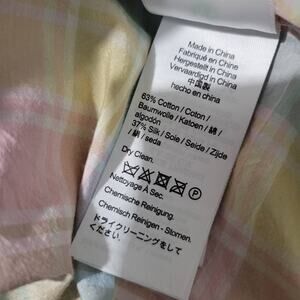 Made in China
Fabriqué en Chine
Hergestellt in China
Vervaardigd in China
中国製
hecho en china
63% Cotton / Coton /
Baumwolle / Katoen / 綿 /
algodón
37% Silk / Soie / Seide / Zijde
/ 絹 / seda
Dry Clean.
Nettoyage À Sec.
Chemische Reinigung.
Chemisch Reinigen - Stomen.
ドライクリーニングをして
ください.